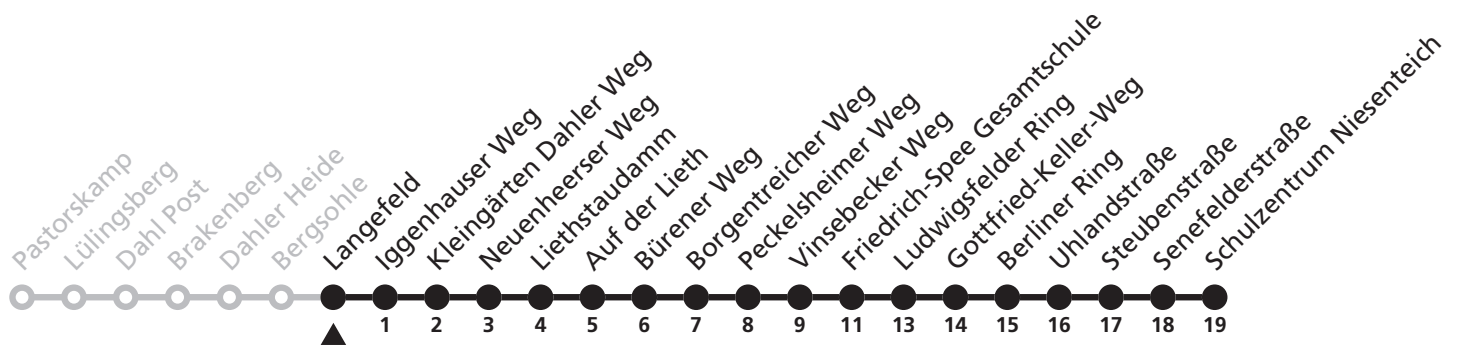 Pastorskamp
Lülingsberg
Dahl Post
Brakenberg
Dahler Heide
Bergsohle
Langefeld
Iggenhauser Weg
Kleingärten Dahler Weg
Neuenheerser Weg
Liethstaudamm
Auf der Lieth
Bürener Weg
Borgentreicher Weg
Peckelsheimer Weg
Vinsebecker Weg
Friedrich-Spee Gesamtschule
Ludwigsfelder Ring
Gottfried-Keller-Weg
Berliner Ring
Uhlandstraße
Steubenstraße
Senefelderstraße
Schulzentrum Niesenteich
1 2 3 4 5 6 7 8 9 11 13 14 15 16 17 18 19